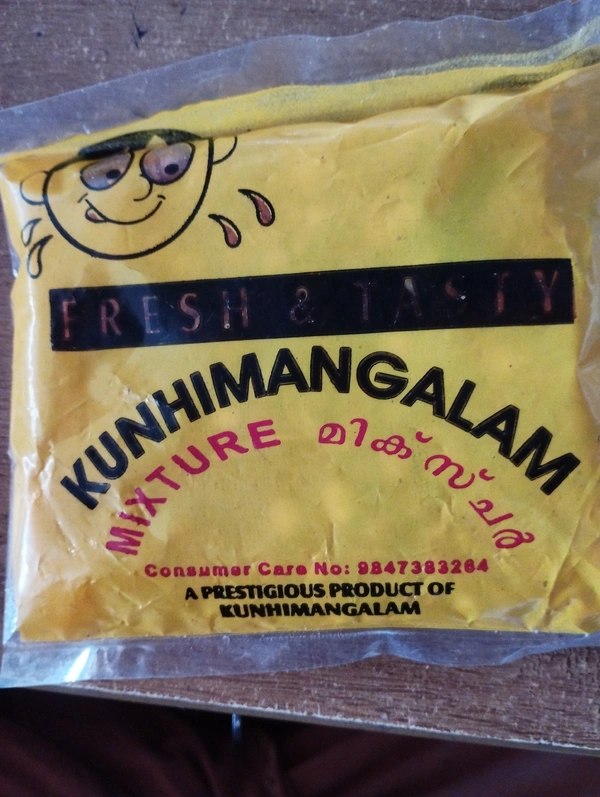 FRESH & TASTY
KUNHIMANGALAM
MIXTURE മിക്സ്ചർ
Consumer Care No: 9847383264
A PRESTIGIOUS PRODUCT OF
KUNHIMANGALAM